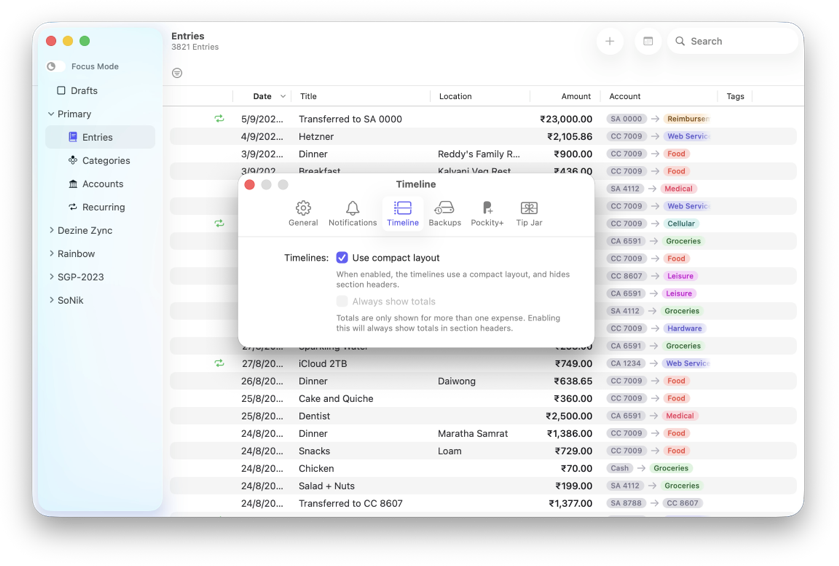 Entries
3821 Entries
Search
Focus Mode
Drafts
Primary
Entries
Categories
Accounts
Recurring
Dezine Zync
Rainbow
SGP-2023
SoNik
Date Title Location Amount Account Tags
5/9/202... Transferred to SA 0000 ₹23,000.00 SA 0000 → Reimbursem
4/9/202... Hetzner ₹2,105.86 CC 7009 → Web Servic
3/9/202... Dinner Reddy's Family R... ₹900.00 CC 7009 → Food
3/9/202... Breakfast Kalyani Veg Rest ₹436.00 CC 7009 → Food
SA 4112 → Medical
CC 7009 → Web Servic
CC 7009 → Cellular
CA 6591 → Groceries
CC 7009 → Food
CC 8607 → Leisure
CA 6591 → Leisure
SA 4112 → Groceries
CC 7009 → Hardware
Timeline
General Notifications Timeline Backups Pockity+ Tip Jar
Timelines: Use compact layout
When enabled, the timelines use a compact layout, and hides
section headers.
Always show totals
Totals are only shown for more than one expense. Enabling
this will always show totals in section headers.
27/8/20... Sparkling Water CA 6591 → Groceries
27/8/20... iCloud 2TB ₹749.00 CA 1234 → Web Servic
26/8/20... Dinner Daiwong ₹638.65 CC 7009 → Food
25/8/20... Cake and Quiche ₹360.00 CC 7009 → Food
25/8/20... Dentist ₹2,500.00 CA 6591 → Medical
24/8/20... Dinner Maratha Samrat ₹1,386.00 CC 7009 → Food
24/8/20... Snacks Loam ₹729.00 CC 7009 → Food
24/8/20... Chicken ₹70.00 Cash → Groceries
24/8/20... Salad + Nuts ₹199.00 SA 4112 → Groceries
24/8/20... Transferred to CC 8607 ₹1,377.00 SA 8788 → CC 8607